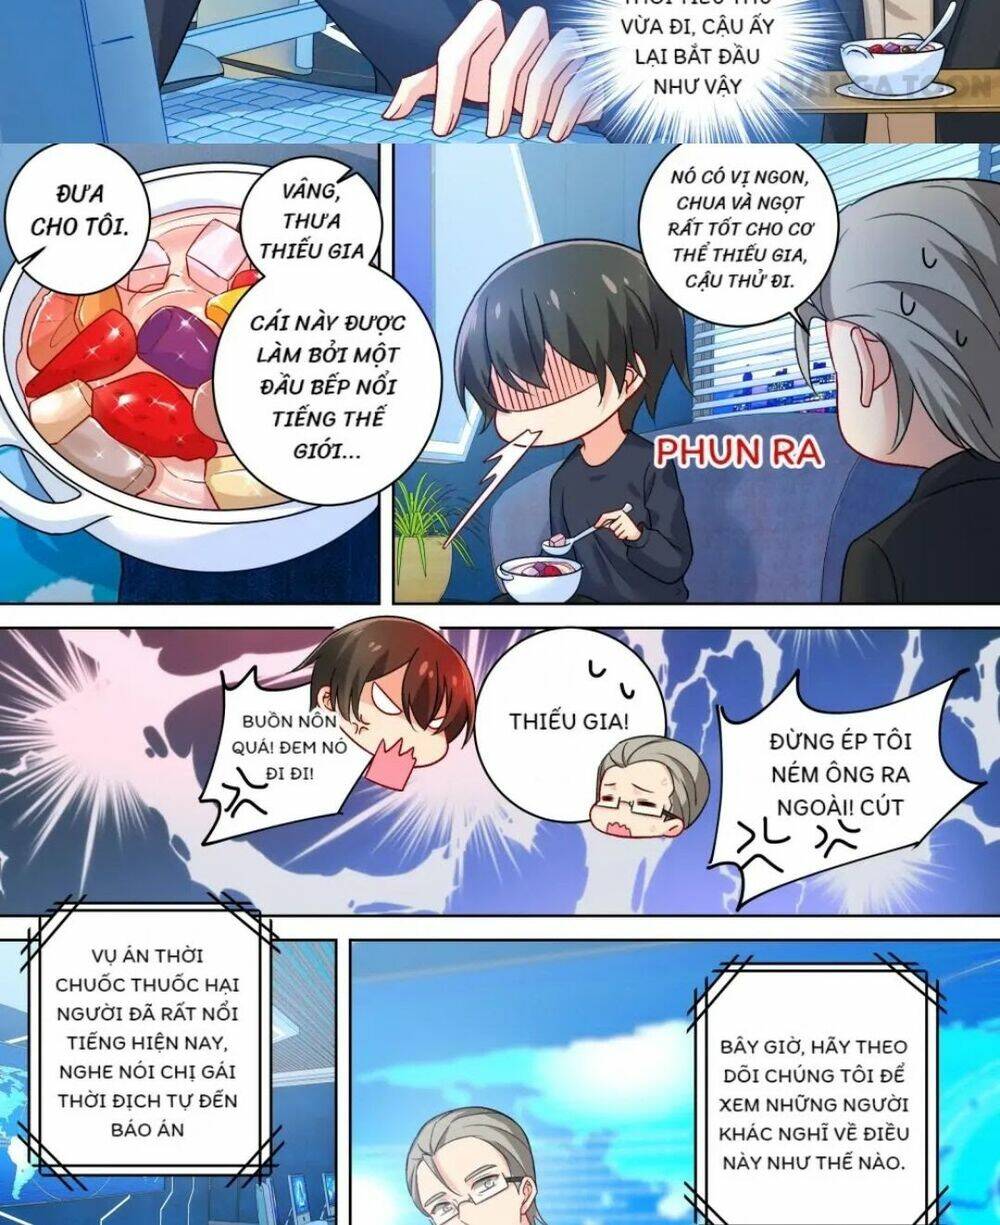 VỪA ĐI, CẬU ẤY
LẠI BẮT ĐẦU
NHƯ VẬY
MANGA TOON
ĐƯA
CHO TÔI.
VÂNG,
THƯA
THIẾU GIA
CÁI NÀY ĐƯỢC
LÀM BỞI MỘT
ĐẦU BẾP NỔI
TIẾNG THẾ
GIỚI...
NÓ CÓ VỊ NGON,
CHUA VÀ NGỌT
RẤT TỐT CHO CƠ
THỂ THIẾU GIA,
CẬU THỬ ĐI.
PHUN RA
BUỒN NÔN
QUÁ! ĐEM NÓ
ĐI ĐI!
THIẾU GIA!
ĐỪNG ÉP TÔI
NÉM ÔNG RA
NGOÀI! CÚT
VỤ ÁN THỜI
CHUỐC THUỐC HẠI
NGƯỜI ĐÃ RẤT NỔI
TIẾNG HIỆN NAY,
NGHE NÓI CHỊ GÁI
THỜI ĐỊCH TỰ ĐẾN
BÁO ÁN
BÂY GIỜ, HÃY THEO
DÕI CHÚNG TÔI ĐỂ
XEM NHỮNG NGƯỜI
KHÁC NGHĨ VỀ ĐIỀU
NÀY NHƯ THẾ NÀO.